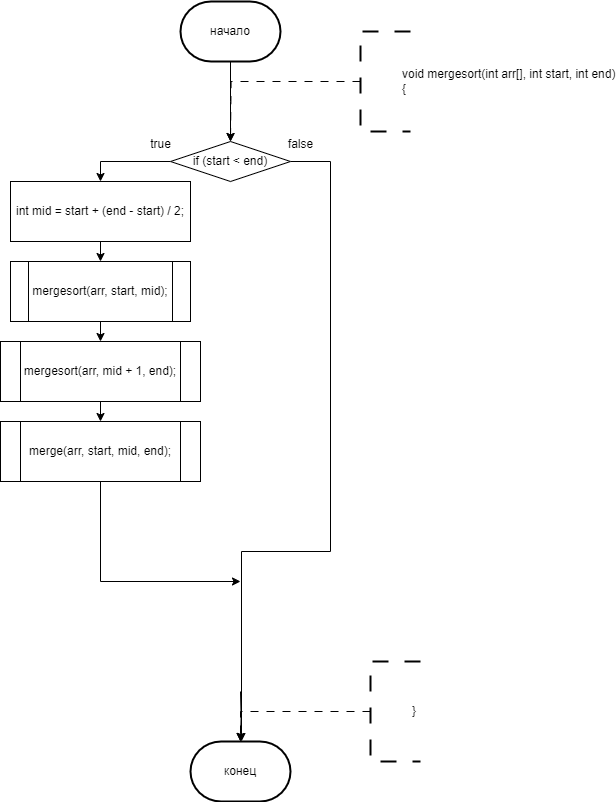 начало
void mergesort(int arr[], int start, int end)
{
true
false
if (start < end)
int mid = start + (end - start) / 2;
mergesort(arr, start, mid);
mergesort(arr, mid + 1, end);
merge(arr, start, mid, end);
}
конец